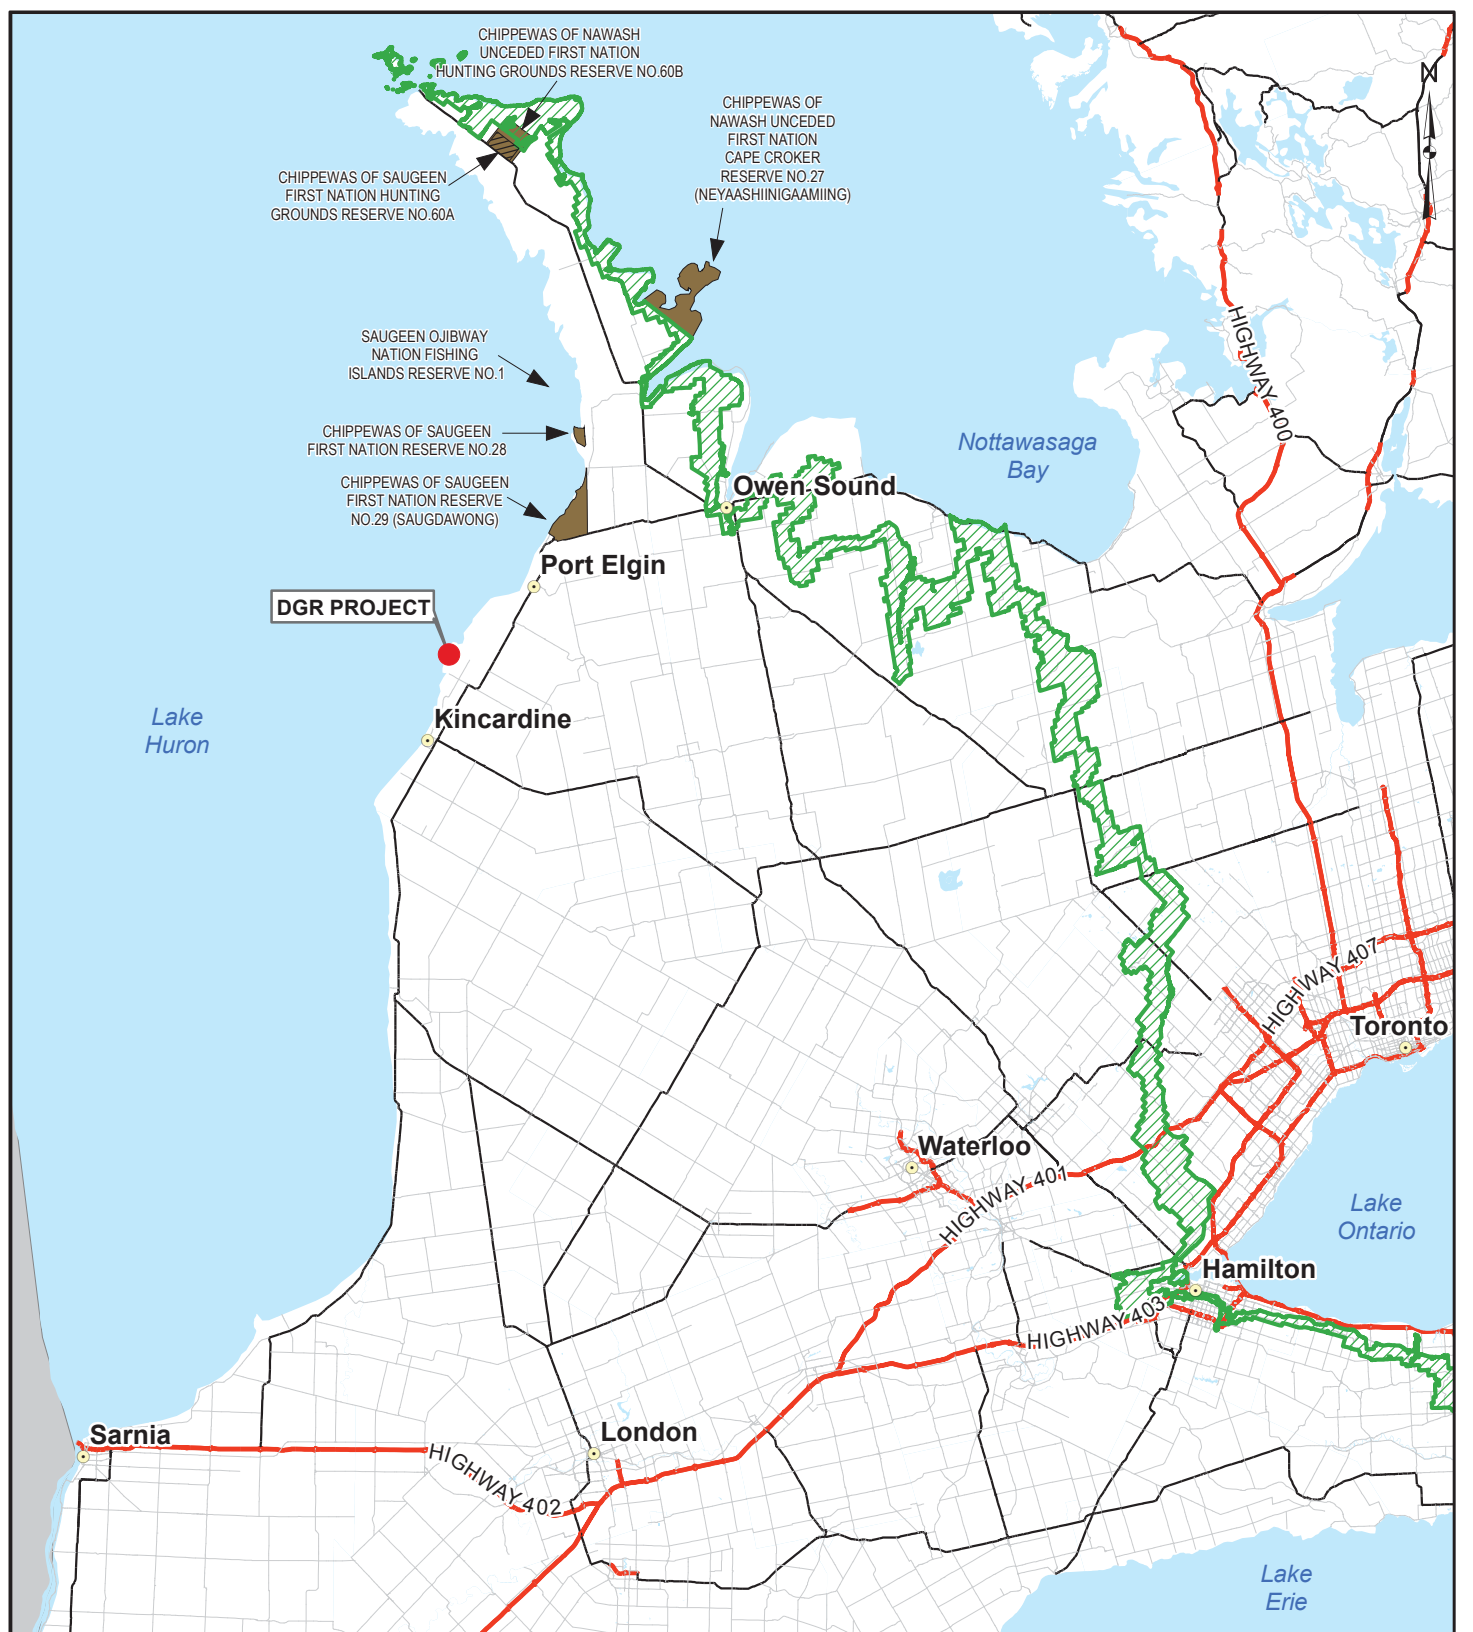 CHIPPEWAS OF NAWASH
UNCEDED FIRST NATION
HUNTING GROUNDS RESERVE NO.60B
N
CHIPPEWAS OF
NAWASH UNCEDED
FIRST NATION
CAPE CROKER
RESERVE NO.27
(NEYAASHIINIGAAMIING)
CHIPPEWAS OF SAUGEEN
FIRST NATION HUNTING
GROUNDS RESERVE NO.60A
SAUGEEN OJIBWAY
NATION FISHING
ISLANDS RESERVE NO.1
HIGHWAY 400
CHIPPEWAS OF SAUGEEN
FIRST NATION RESERVE NO.28
Nottawasaga
Bay
CHIPPEWAS OF SAUGEEN
FIRST NATION RESERVE
NO.29 (SAUGDAWONG)
Owen Sound
Port Elgin
DGR PROJECT
Lake
Huron
Kincardine
HIGHWAY 407
Toronto
Waterloo
HIGHWAY 401
Lake
Ontario
Hamilton
HIGHWAY 403
Sarnia
London
HIGHWAY 402
Lake
Erie